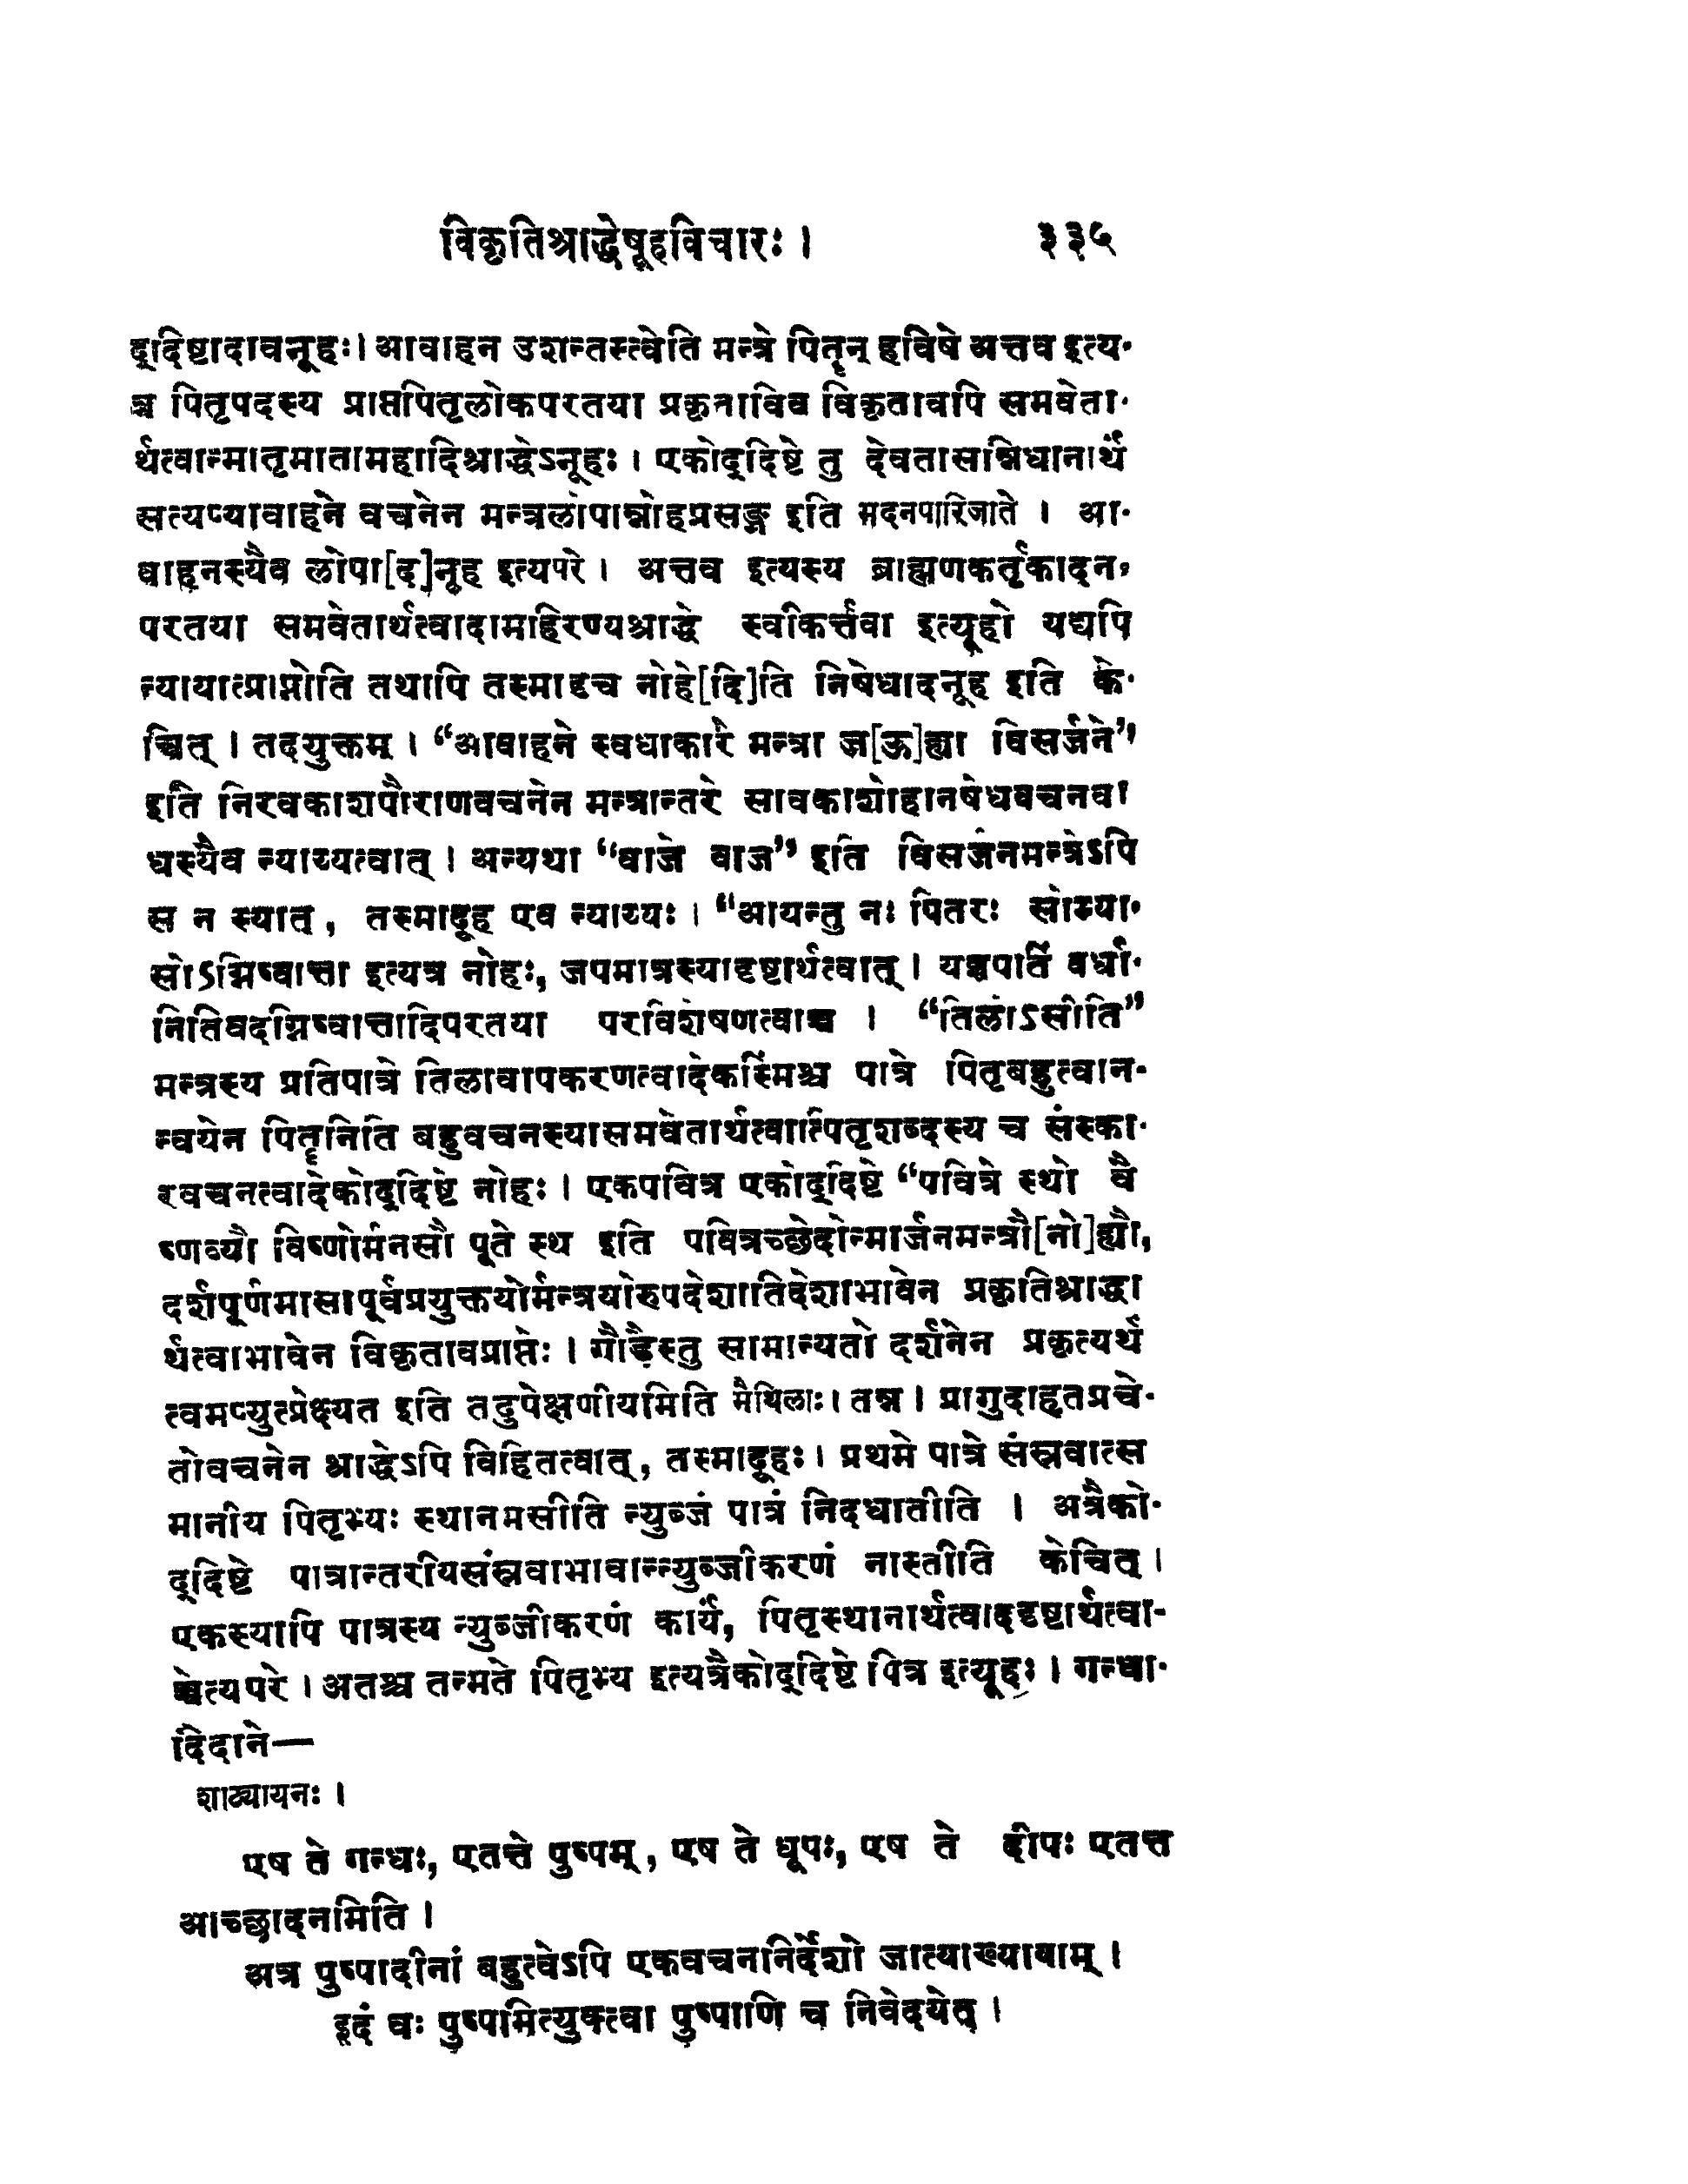 विकृतिश्राद्धेषूहविचारः। ३३५
द्दिष्टादावनूहः। आवाहन उशन्तस्त्वेति मन्त्रे पितॄन् हविषे अत्तव इत्य-
त्र पितृपदस्य प्राप्तपितृलोकपरतया प्रकृताविव विकृतावपि समवेता-
र्थत्वान्मातृमातामहादिश्राद्धेऽनूहः। एकोद्दिष्टे तु देवतासन्निधानार्थे
सत्यप्यावाहने वचनेन मन्त्रलोपान्नोहप्रसङ्ग इति मदनपारिजाते। आ-
वाहनस्यैव लोपा[द]नूह इत्यपरे। अत्तव इत्यस्य ब्राह्मणकर्तृकादन-
परतया समवेतार्थत्वादामहिरण्यश्राद्धे स्वीकर्त्तवा इत्यूहो यद्यपि
न्यायात्प्राप्नोति तथापि तस्मादृचं नोहे[दि]ति निषेधादनूह इति के-
चित्। तदयुक्तम्। “आवाहने स्वधाकारे मन्त्रा ज[ऊ]ह्या विसर्जने”
इति निरवकाशपौराणवचनेन मन्त्रान्तरे सावकाशोहनिषेधवचनबा
धस्यैव न्याय्यत्वात्। अन्यथा “वाजे वाज” इति विसर्जनमन्त्रेऽपि
स न स्यात्, तस्मादूह एव न्याय्यः। “आयन्तु नः पितरः सोम्या-
सोऽग्निष्वात्ता इत्यत्र नोहः, जपमात्रस्यादृष्टार्थत्वात्। यज्ञपतिं वर्धा-
नितिवदग्निष्वात्तादिपरतया परविशेषणत्वाच्च। “तिलोऽसीति”
मन्त्रस्य प्रतिपात्रे तिलावापकरणत्वादेकस्मिंश्च पात्रे पितृबहुत्वान-
न्वयेन पितॄनिति बहुवचनस्यासमवेतार्थत्वात्पितृशब्दस्य च संस्का-
रवचनत्वादेकोद्दिष्टे नोहः। एकपवित्र एकोद्दिष्टे “पवित्रे स्थो वै
ष्णव्यौ विष्णोर्मनसौ पूते स्थ इति पवित्रच्छेदोन्मार्जनमन्त्रौ[नो]ह्यौ,
दर्शपूर्णमासापूर्वप्रयुक्तयोर्मन्त्रयोरुपदेशातिदेशाभावेन प्रकृतिश्राद्धा
र्थत्वाभावेन विकृतावप्राप्तेः। गौडैस्तु सामान्यतो दर्शनेन प्रकृत्यर्थ
त्वमप्युत्प्रेक्ष्यत इति तदुपेक्षणीयमिति मैथिलाः। तन्न। प्रागुदाहृतप्रचे-
तोवचनेन श्राद्धेऽपि विहितत्वात्, तस्मादूहः। प्रथमे पात्रे संस्रवात्स
मानीय पितृभ्यः स्थानमसीति न्युब्जं पात्रं निदधातीति। अत्रैको-
द्दिष्टे पात्रान्तरीयसंस्रवाभावान्न्युब्जीकरणं नास्तीति केचित्।
एकस्यापि पात्रस्य न्युब्जीकरणं कार्यं, पितृस्थानार्थत्वाददृष्टार्थत्वा-
च्चेत्यपरे। अतश्च तन्मते पितृभ्य इत्यत्रैकोद्दिष्टे पित्र इत्यूहः। गन्धा-
दिदाने—
शाट्यायनः।
एष ते गन्धः, एतत्ते पुष्पम्, एष ते धूपः, एष ते दीपः एतत्त
आच्छादनमिति।
अत्र पुष्पादीनां बहुत्वेऽपि एकवचननिर्देशो जात्याख्यायाम्।
इदं वः पुष्पमित्युक्त्वा पुष्पाणि च निवेदयेत्।